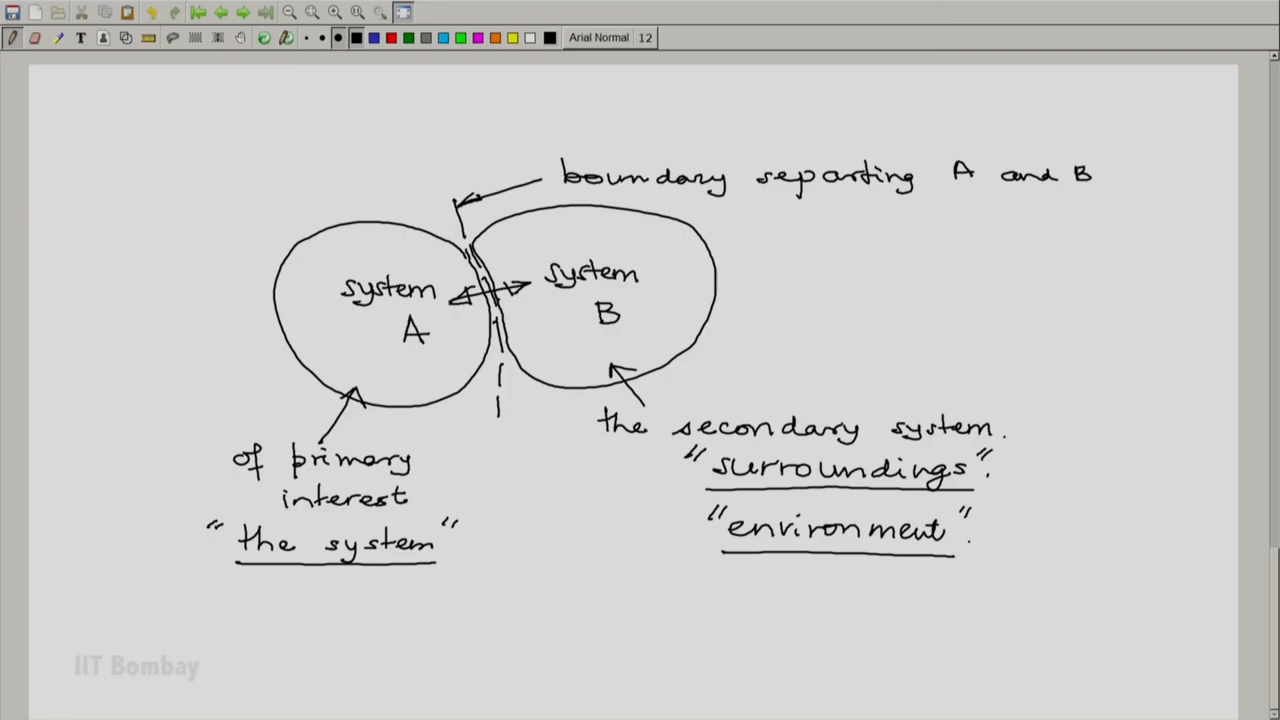 Arial Normal 12
boundary separting A and B
system
A
system
B
of primary
interest
"the system"
the secondary system.
"surroundings".
"environment".
IIT Bombay